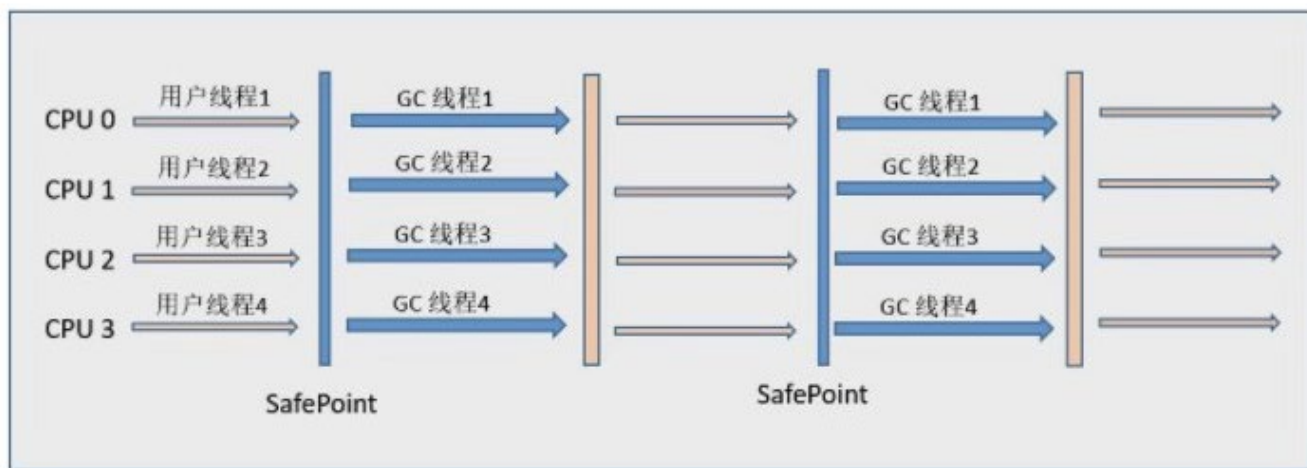 CPU 0 用户线程1 GC 线程1 GC 线程1
CPU 1 用户线程2 GC 线程2 GC 线程2
CPU 2 用户线程3 GC 线程3 GC 线程3
CPU 3 用户线程4 GC 线程4 GC 线程4
SafePoint SafePoint